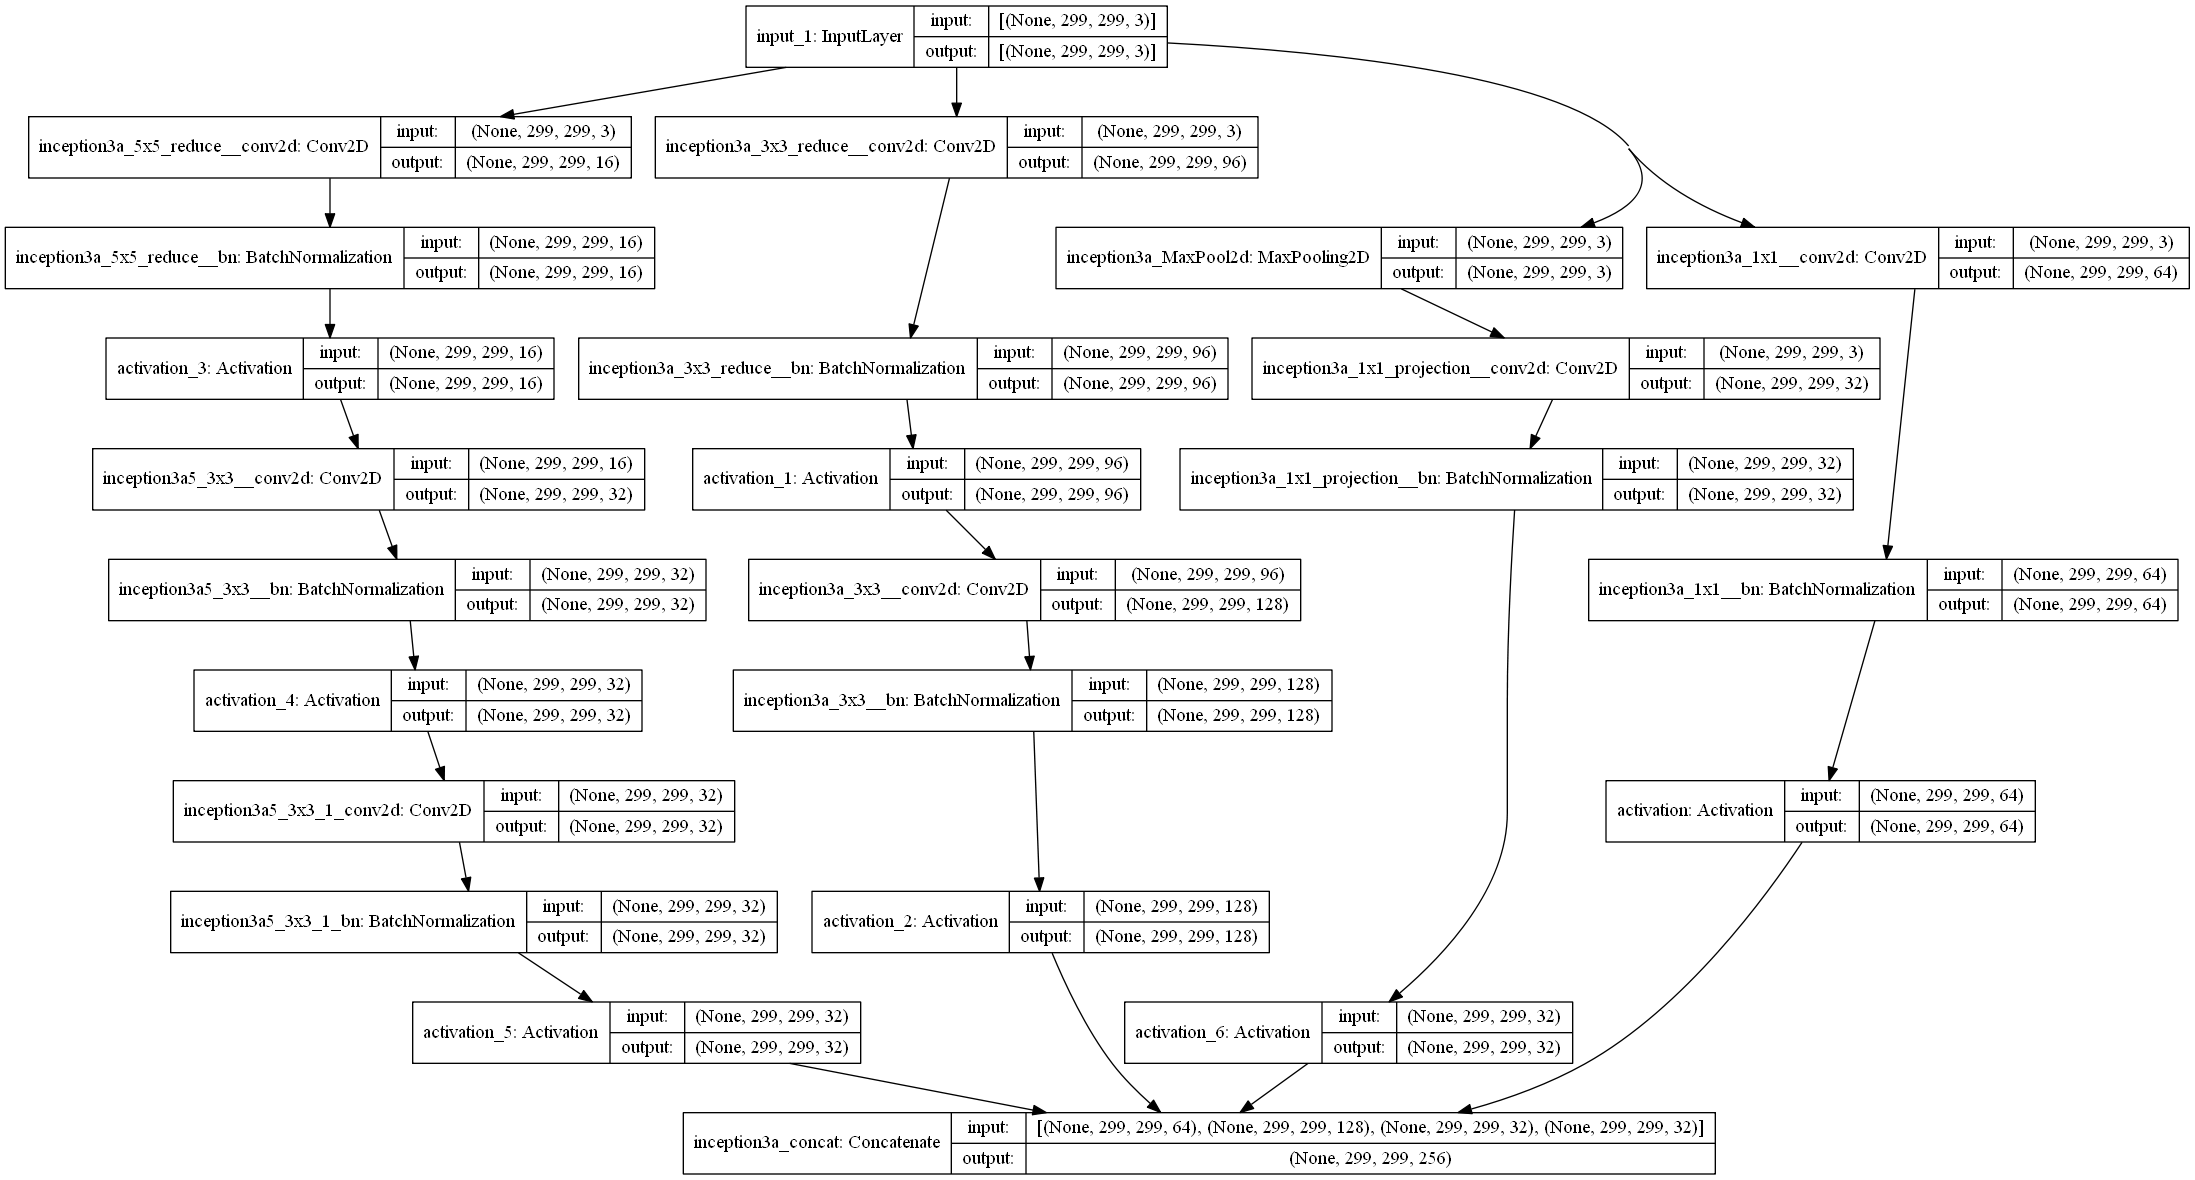 input_1: InputLayer
input:
[(None, 299, 299, 3)]
output:
[(None, 299, 299, 3)]
inception3a_5x5_reduce__conv2d: Conv2D
input:
(None, 299, 299, 3)
output:
(None, 299, 299, 16)
inception3a_3x3_reduce__conv2d: Conv2D
input:
(None, 299, 299, 3)
output:
(None, 299, 299, 96)
inception3a_5x5_reduce__bn: BatchNormalization
input:
(None, 299, 299, 16)
output:
(None, 299, 299, 16)
inception3a_MaxPool2d: MaxPooling2D
input:
(None, 299, 299, 3)
output:
(None, 299, 299, 3)
inception3a_1x1__conv2d: Conv2D
input:
(None, 299, 299, 3)
output:
(None, 299, 299, 64)
activation_3: Activation
input:
(None, 299, 299, 16)
output:
(None, 299, 299, 16)
inception3a_3x3_reduce__bn: BatchNormalization
input:
(None, 299, 299, 96)
output:
(None, 299, 299, 96)
inception3a_1x1_projection__conv2d: Conv2D
input:
(None, 299, 299, 3)
output:
(None, 299, 299, 32)
inception3a5_3x3__conv2d: Conv2D
input:
(None, 299, 299, 16)
output:
(None, 299, 299, 32)
activation_1: Activation
input:
(None, 299, 299, 96)
output:
(None, 299, 299, 96)
inception3a_1x1_projection__bn: BatchNormalization
input:
(None, 299, 299, 32)
output:
(None, 299, 299, 32)
inception3a5_3x3__bn: BatchNormalization
input:
(None, 299, 299, 32)
output:
(None, 299, 299, 32)
inception3a_3x3__conv2d: Conv2D
input:
(None, 299, 299, 96)
output:
(None, 299, 299, 128)
inception3a_1x1__bn: BatchNormalization
input:
(None, 299, 299, 64)
output:
(None, 299, 299, 64)
activation_4: Activation
input:
(None, 299, 299, 32)
output:
(None, 299, 299, 32)
inception3a_3x3__bn: BatchNormalization
input:
(None, 299, 299, 128)
output:
(None, 299, 299, 128)
inception3a5_3x3_1_conv2d: Conv2D
input:
(None, 299, 299, 32)
output:
(None, 299, 299, 32)
activation: Activation
input:
(None, 299, 299, 64)
output:
(None, 299, 299, 64)
inception3a5_3x3_1_bn: BatchNormalization
input:
(None, 299, 299, 32)
output:
(None, 299, 299, 32)
activation_2: Activation
input:
(None, 299, 299, 128)
output:
(None, 299, 299, 128)
activation_5: Activation
input:
(None, 299, 299, 32)
output:
(None, 299, 299, 32)
activation_6: Activation
input:
(None, 299, 299, 32)
output:
(None, 299, 299, 32)
inception3a_concat: Concatenate
input:
[(None, 299, 299, 64), (None, 299, 299, 128), (None, 299, 299, 32), (None, 299, 299, 32)]
output:
(None, 299, 299, 256)